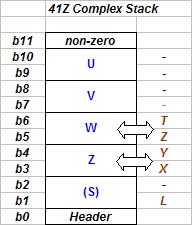 41Z Complex Stack
b11 non-zero
b10 U -
b9 -
b8 V -
b7 -
b6 W T
b5 Z
b4 Z Y
b3 X
b2 (S) -
b1 L
b0 Header